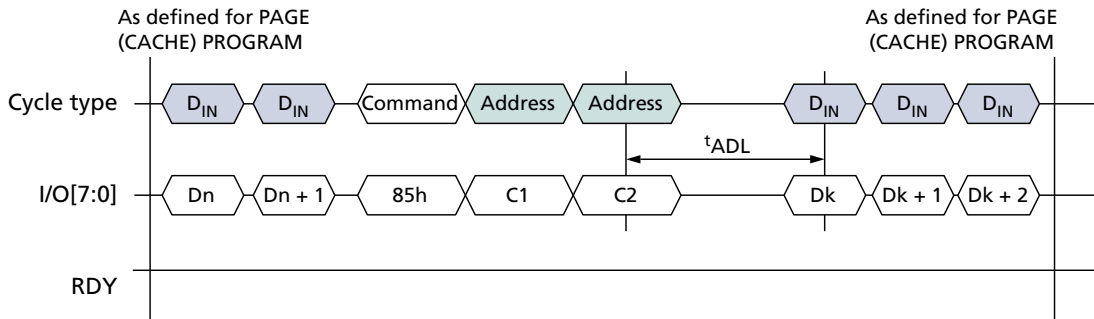 As defined for PAGE
(CACHE) PROGRAM
As defined for PAGE
(CACHE) PROGRAM
Cycle type
DIN
DIN
Command
Address
Address
DIN
DIN
DIN
tADL
I/O[7:0]
Dn
Dn + 1
85h
C1
C2
Dk
Dk + 1
Dk + 2
RDY